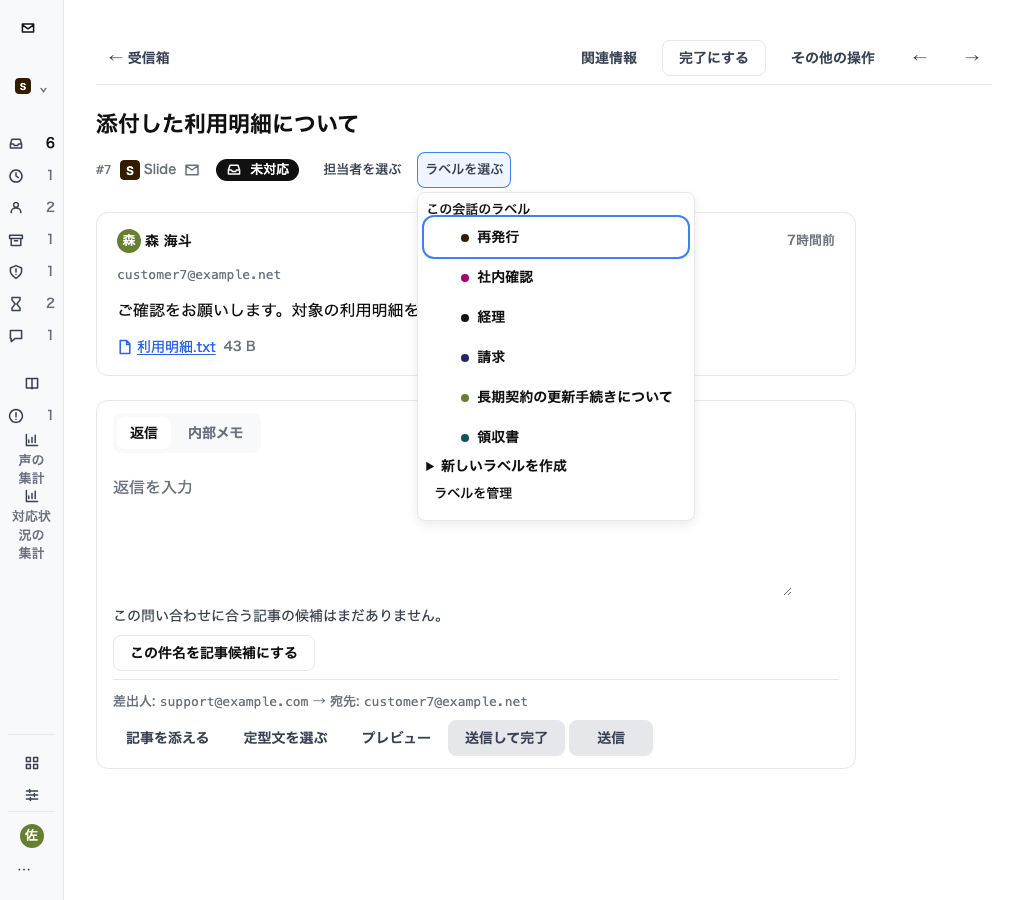 ← 受信箱
関連情報
完了にする
その他の操作
←
→
S
6
1
2
1
1
2
1
1
声の
集計
対応状
況の
集計
佐
…
添付した利用明細について
#7
S Slide
未対応
担当者を選ぶ
ラベルを選ぶ
この会話のラベル
再発行
社内確認
経理
請求
長期契約の更新手続きについて
領収書
▶ 新しいラベルを作成
ラベルを管理
森 森 海斗
7時間前
customer7@example.net
ご確認をお願いします。対象の利用明細を
利用明細.txt 43 B
返信
内部メモ
返信を入力
この問い合わせに合う記事の候補はまだありません。
この件名を記事候補にする
差出人: support@example.com → 宛先: customer7@example.net
記事を添える
定型文を選ぶ
プレビュー
送信して完了
送信